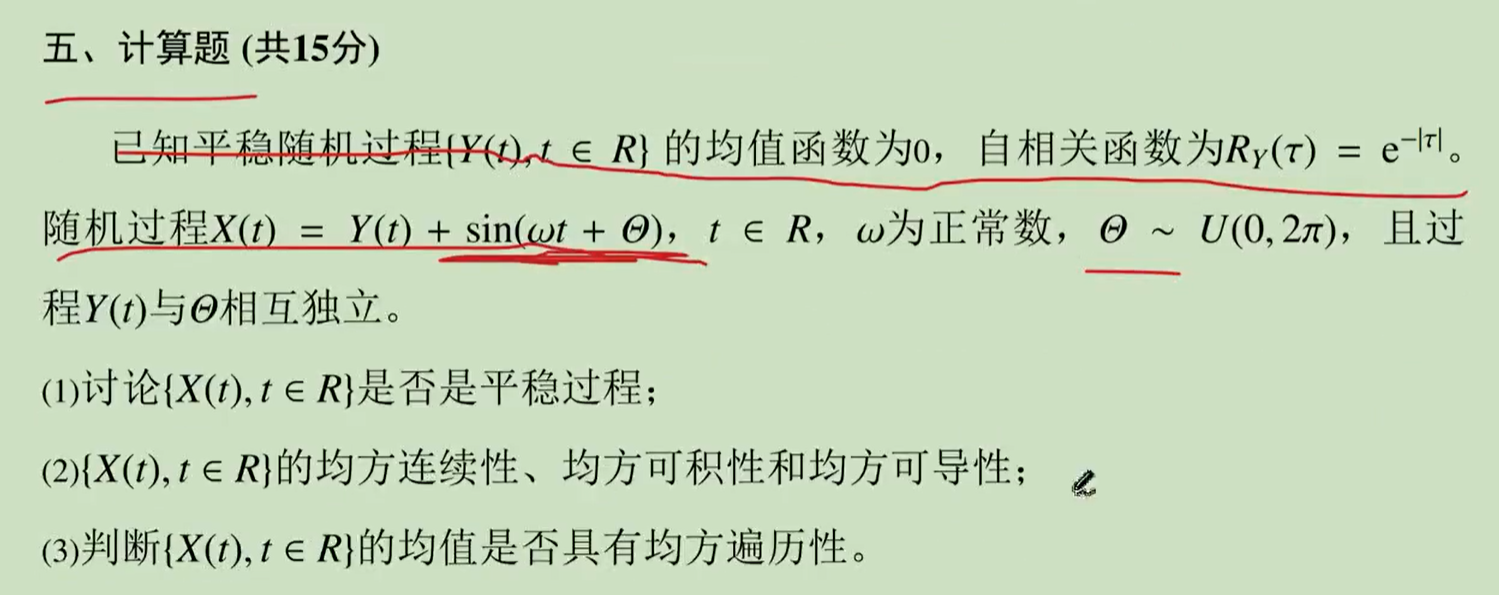 五、计算题 (共15分)
已知平稳随机过程{Y(t), t ∈ R} 的均值函数为0，自相关函数为R_Y(τ) = e^{-|τ|}。
随机过程X(t) = Y(t) + sin(ωt + Θ)，t ∈ R，ω为正常数，Θ ~ U(0, 2π)，且过
程Y(t)与Θ相互独立。
(1)讨论{X(t), t ∈ R}是否是平稳过程；
(2){X(t), t ∈ R}的均方连续性、均方可积性和均方可导性；
(3)判断{X(t), t ∈ R}的均值是否具有均方遍历性。